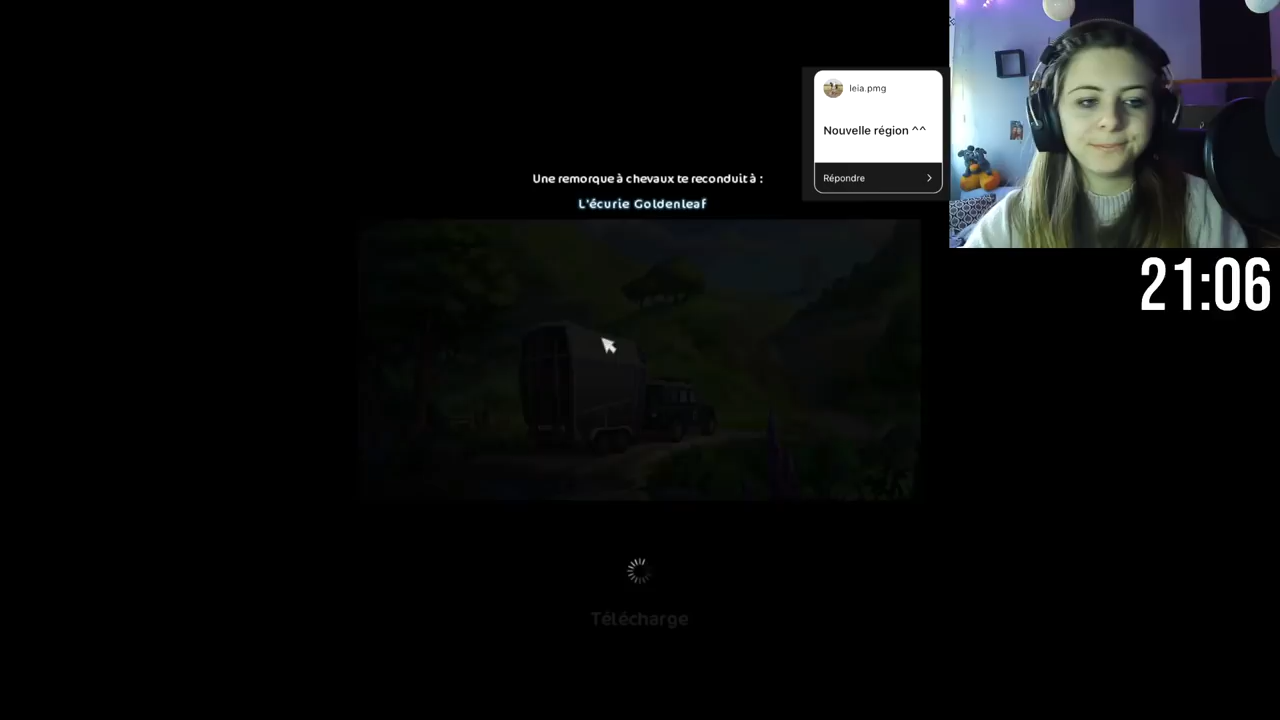 leia.pmg
Nouvelle région ^^
Répondre
Une remorque à chevaux te reconduit à :
L'écurie Goldenleaf
21:06
Télécharge